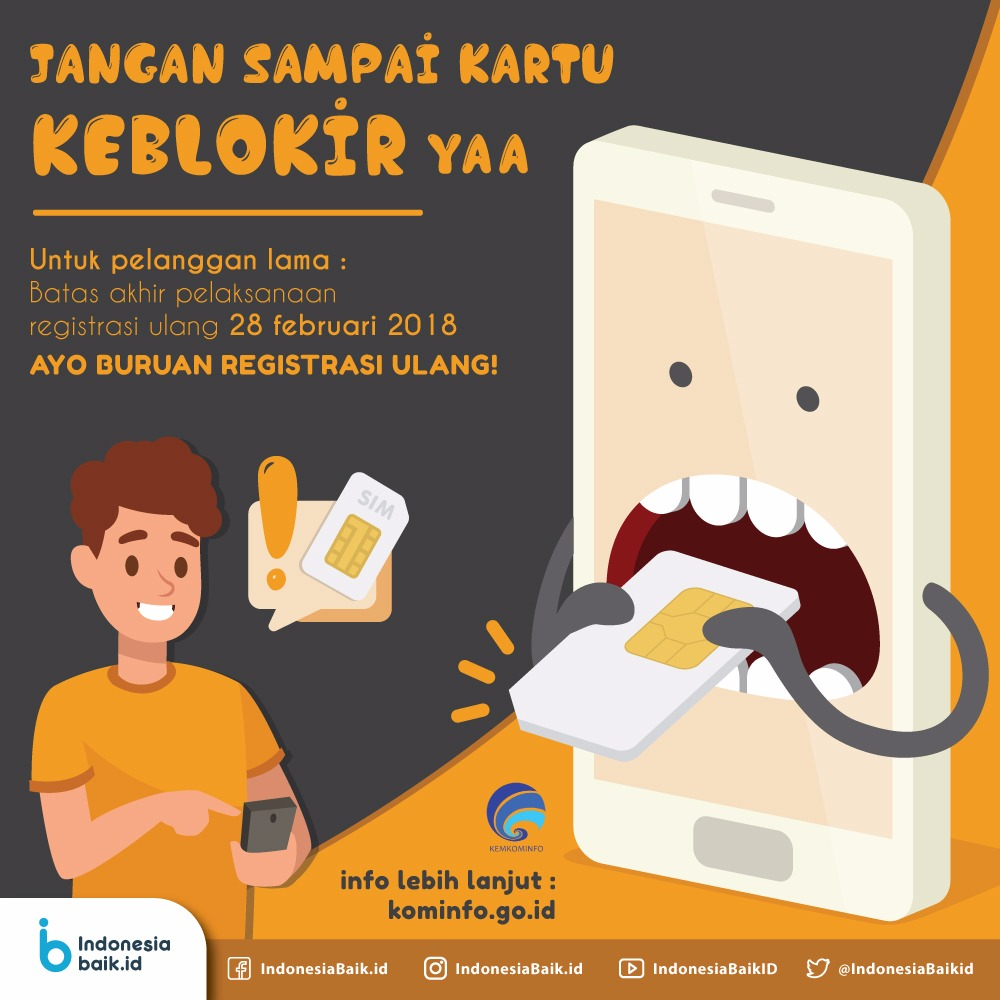 JANGAN SAMPAI KARTU
KEBLOKIR YAA
Untuk pelanggan lama :
Batas akhir pelaksanaan
registrasi ulang 28 februari 2018
AYO BURUAN REGISTRASI ULANG!
SIM
KEMKOMINFO
info lebih lanjut :
kominfo.go.id
Indonesia
baik.id
IndonesiaBaik.id
IndonesiaBaik.id
IndonesiaBaikID
@IndonesiaBaikid